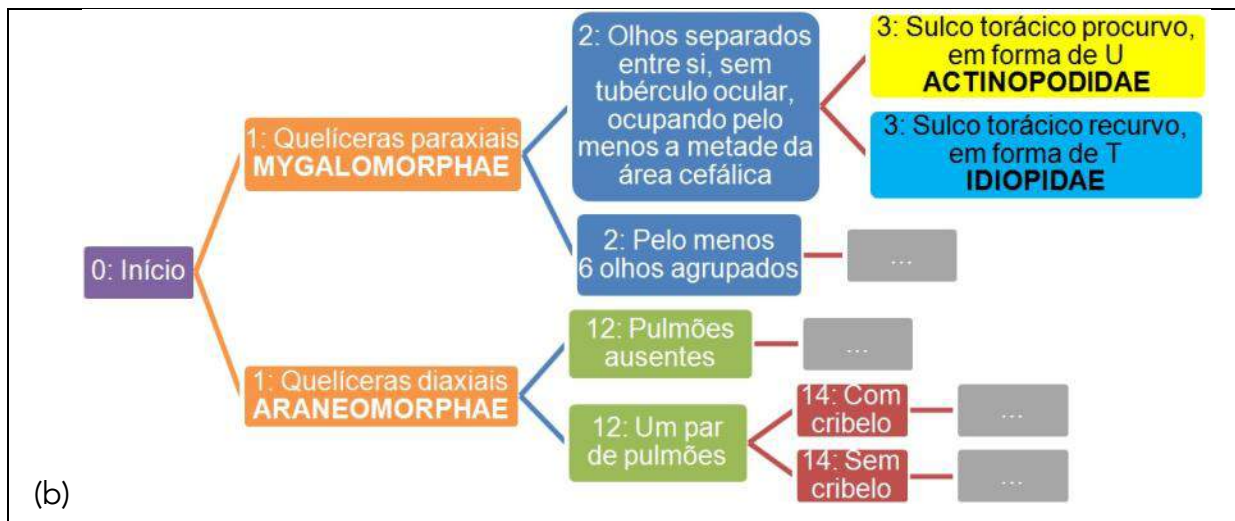 0: Início
1: Quelíceras paraxiais
MYGALOMORPHAE
2: Olhos separados
entre si, sem
tubérculo ocular,
ocupando pelo
menos a metade da
área cefálica
3: Sulco torácico procurvo,
em forma de U
ACTINOPODIDAE
3: Sulco torácico recurvo,
em forma de T
IDIOPIDAE
2: Pelo menos
6 olhos agrupados
...
1: Quelíceras diaxiais
ARANEOMORPHAE
12: Pulmões
ausentes
...
12: Um par
de pulmões
14: Com
cribelo
...
14: Sem
cribelo
...
(b)